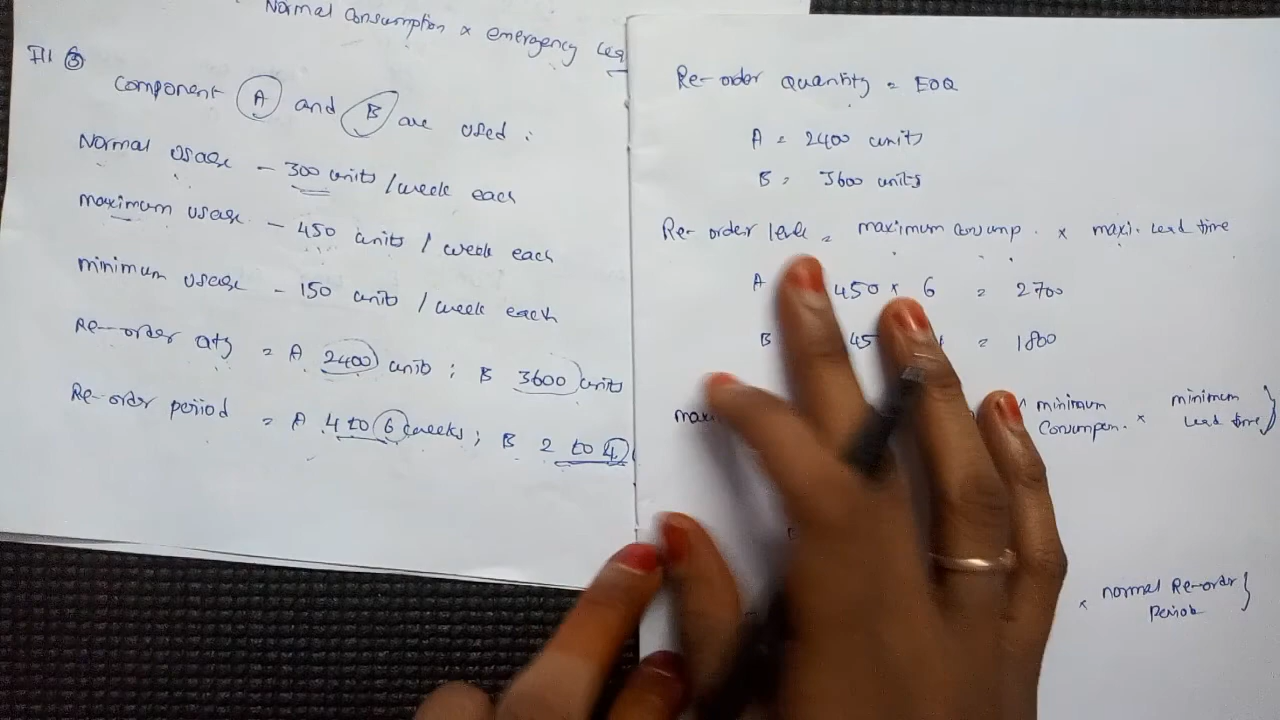 Normal Consumption × emergency
Ill 3
Component A and B are used :
Normal usage – 300 units / week each
maximum usage – 450 units / week each
minimum usage – 150 units / week each
Re-order qty = A 2400 units ; B 3600 units
Re-order period = A 4 to 6 weeks ; B 2 to 4
Re-order Quantity = EOQ
A = 2400 units
B = 3600 units
Re-order level = maximum consump. × maxi. Lead time
A 450 × 6 = 2700
B 45 = 1800
minimum Consumpn. × minimum Lead time }
× normal Re-order Period }